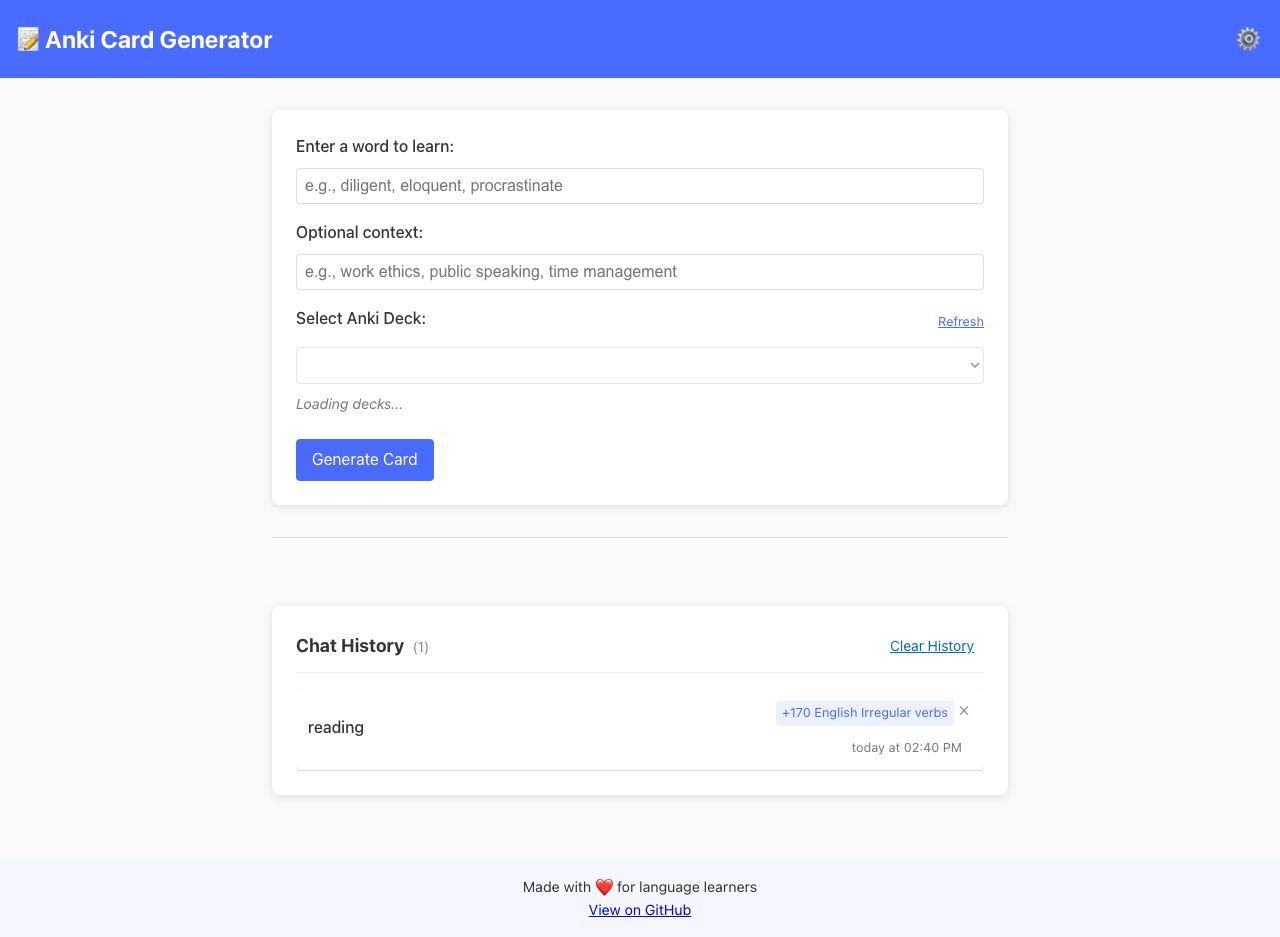 📝 Anki Card Generator
⚙️
Enter a word to learn:
e.g., diligent, eloquent, procrastinate
Optional context:
e.g., work ethics, public speaking, time management
Select Anki Deck:
Refresh
Loading decks...
Generate Card
Chat History (1)
Clear History
reading
+170 English Irregular verbs ×
today at 02:40 PM
Made with ❤️ for language learners
View on GitHub